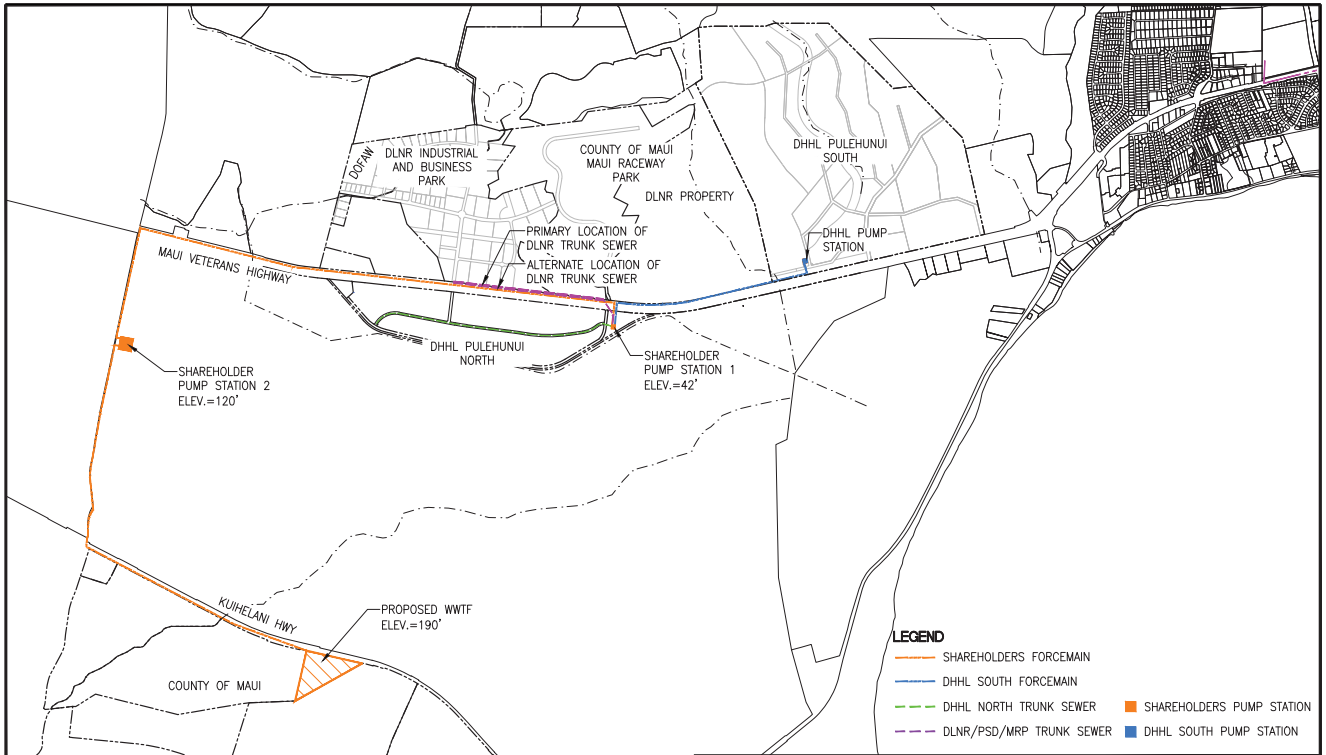 DOFAW
DLNR INDUSTRIAL
AND BUSINESS
PARK
COUNTY OF MAUI
MAUI RACEWAY
PARK
DHHL PULEHUNUI
SOUTH
DLNR PROPERTY
PRIMARY LOCATION OF
DLNR TRUNK SEWER
ALTERNATE LOCATION OF
DLNR TRUNK SEWER
DHHL PUMP
STATION
MAUI VETERANS HIGHWAY
DHHL PULEHUNUI
NORTH
SHAREHOLDER
PUMP STATION 1
ELEV.=42'
SHAREHOLDER
PUMP STATION 2
ELEV.=120'
KUIHELANI HWY
PROPOSED WWTF
ELEV.=190'
COUNTY OF MAUI
LEGEND
SHAREHOLDERS FORCEMAIN
DHHL SOUTH FORCEMAIN
DHHL NORTH TRUNK SEWER
SHAREHOLDERS PUMP STATION
DLNR/PSD/MRP TRUNK SEWER
DHHL SOUTH PUMP STATION